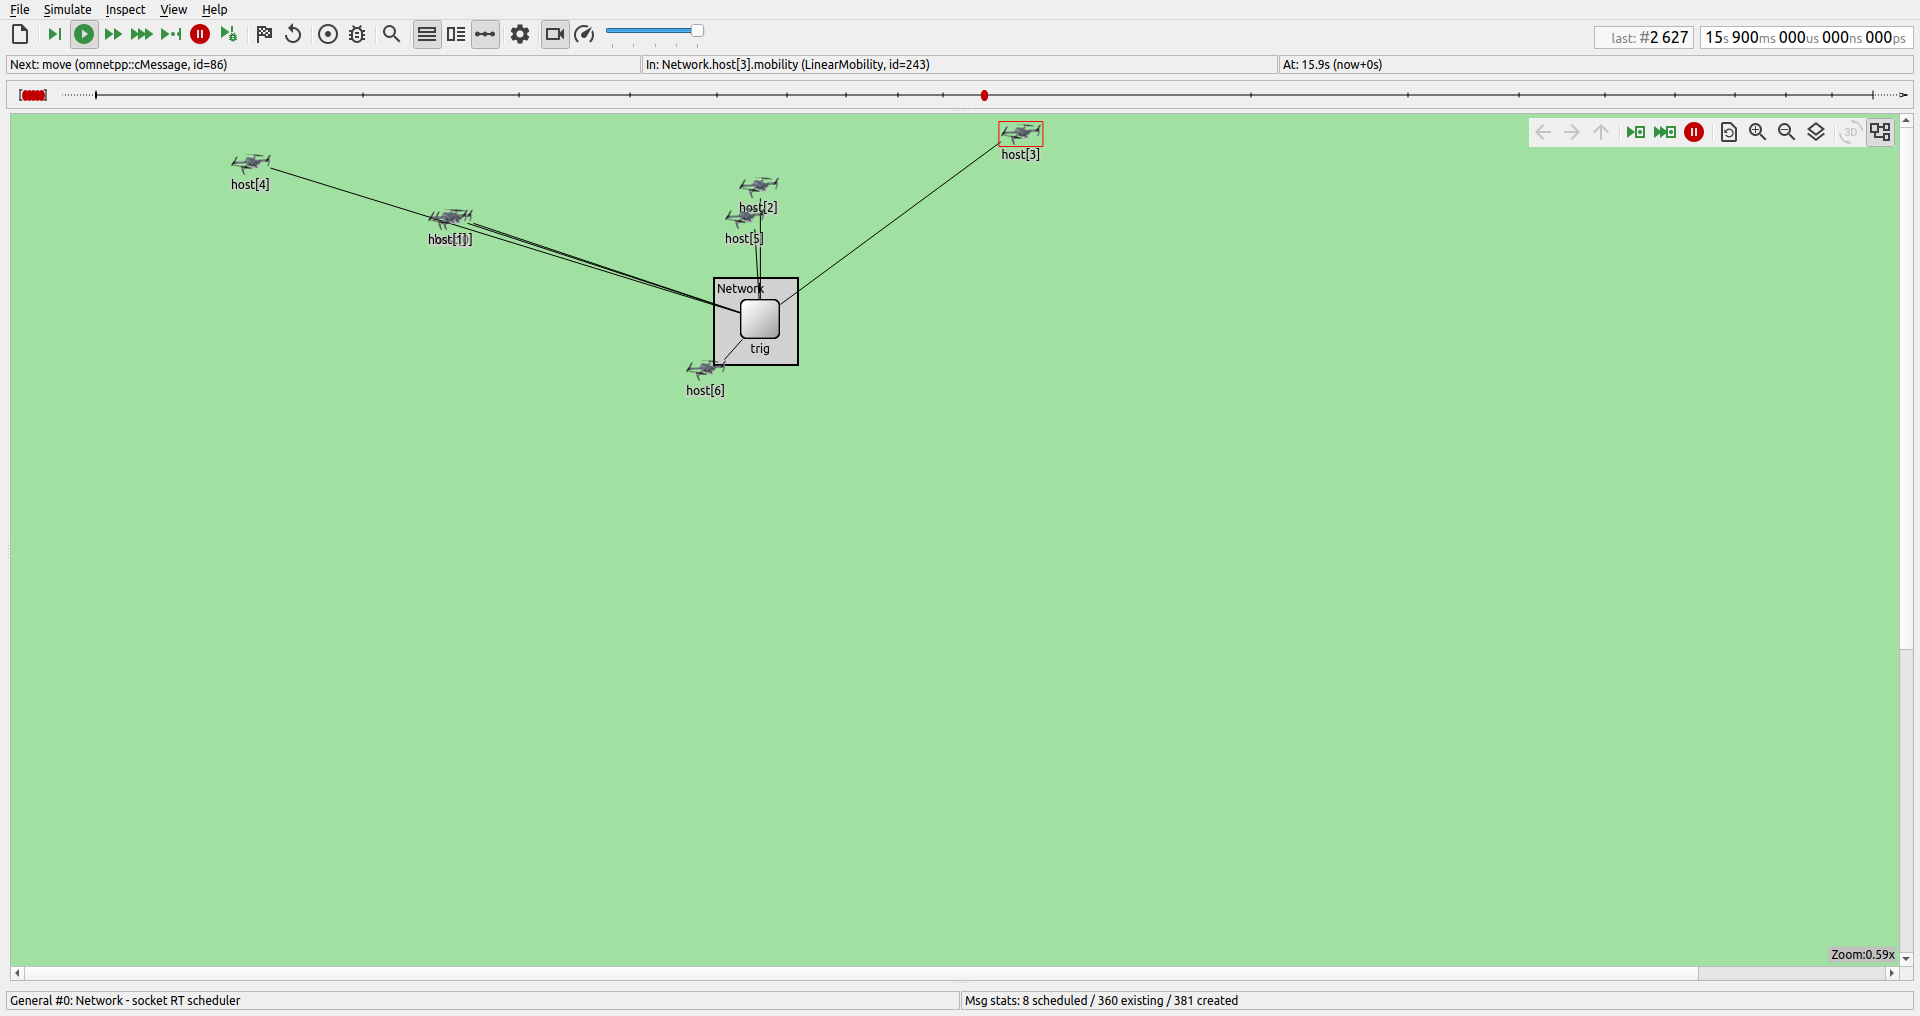 File Simulate Inspect View Help
last: #2 627
15s 900ms 000us 000ns 000ps
Next: move (omnetpp::cMessage, id=86)
In: Network.host[3].mobility (LinearMobility, id=243)
At: 15.9s (now+0s)
3D
host[3]
host[4]
host[2]
host[5]
host[1]
Network
trig
host[6]
Zoom:0.59x
General #0: Network - socket RT scheduler
Msg stats: 8 scheduled / 360 existing / 381 created